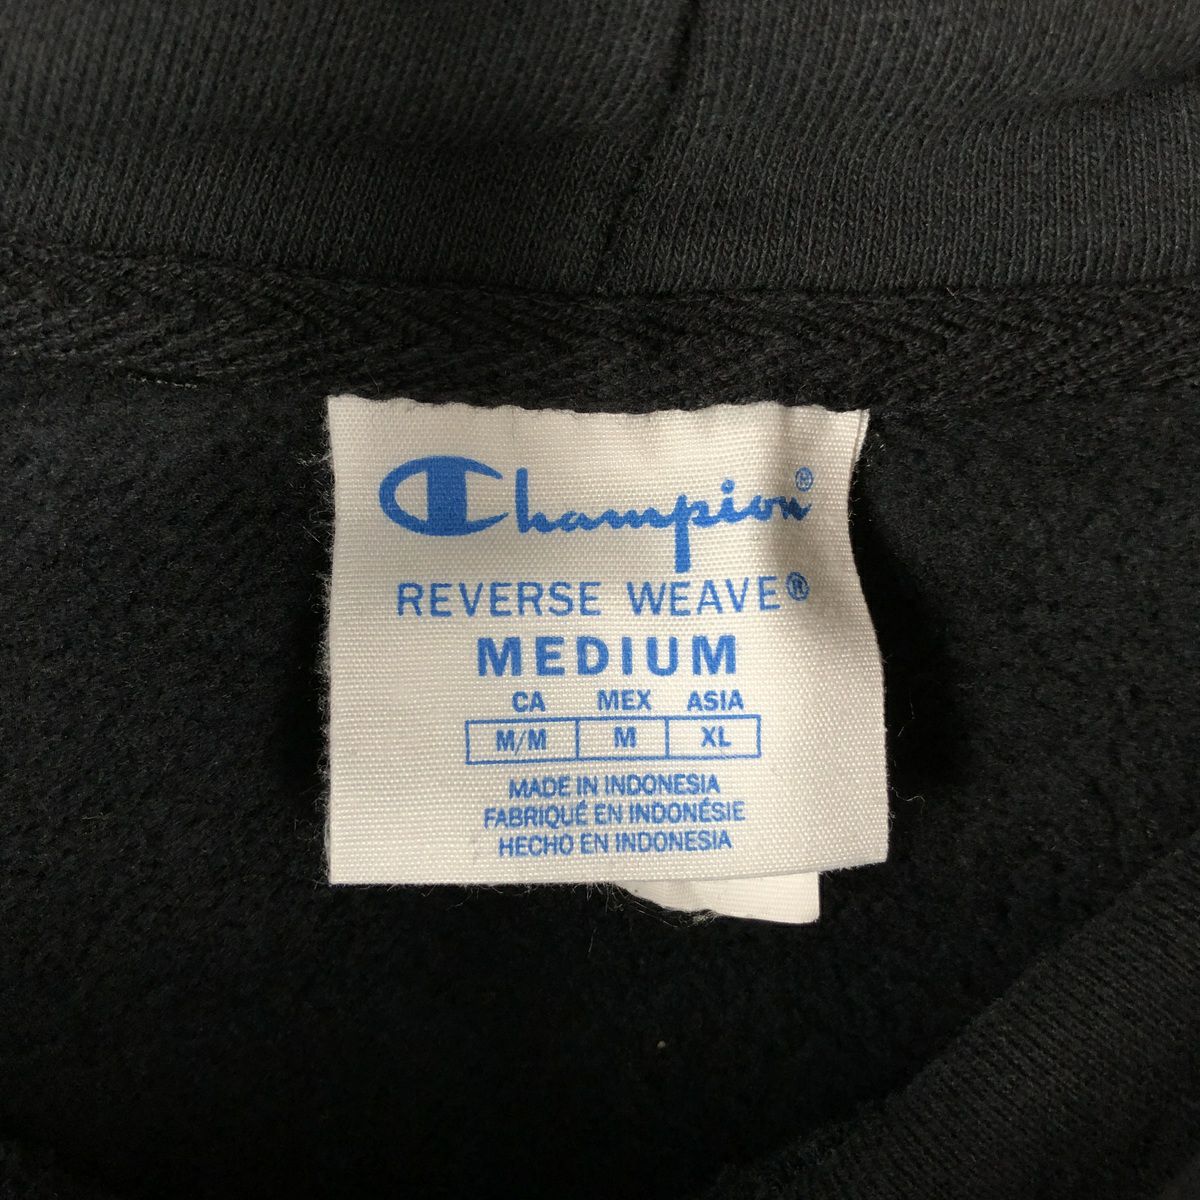 Champion®
REVERSE WEAVE®
MEDIUM
CA MEX ASIA
M/M M XL
MADE IN INDONESIA
FABRIQUÉ EN INDONÉSIE
HECHO EN INDONESIA